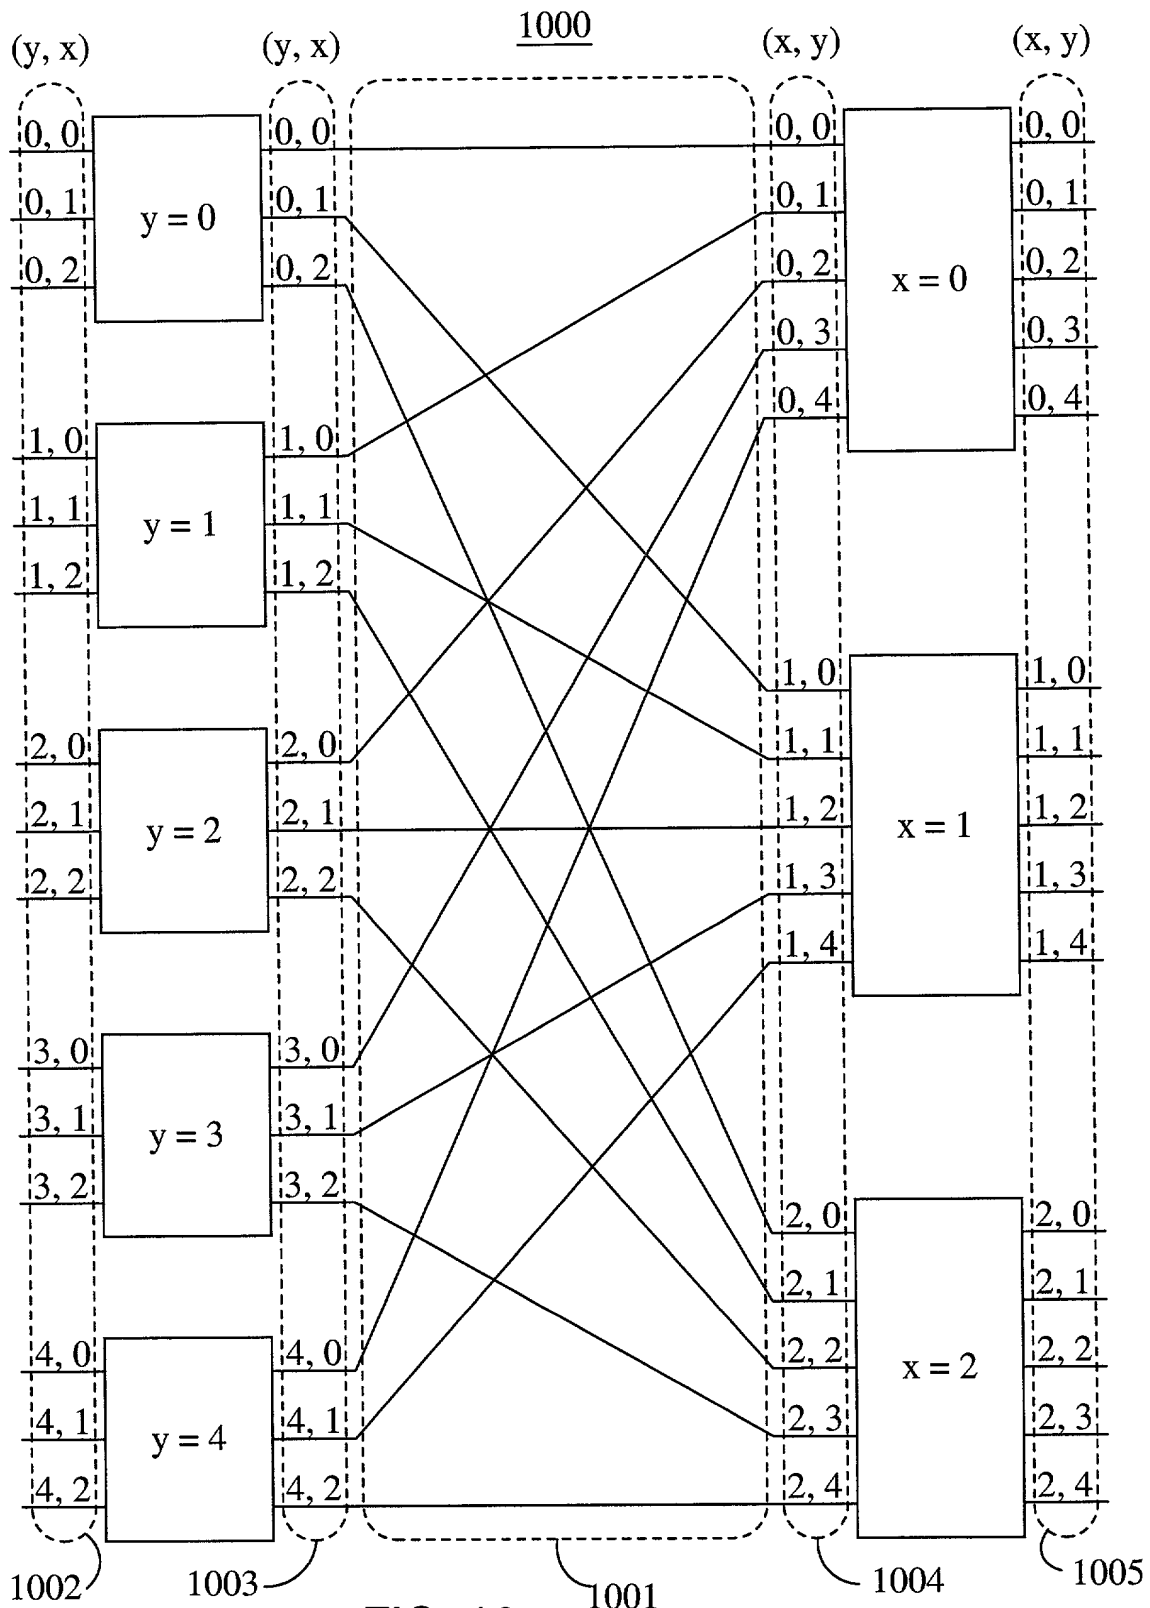 1000
(y, x) (y, x) (x, y) (x, y)
0, 0 0, 0 0, 0 0, 0
0, 1 0, 1 0, 1 0, 1
y = 0
0, 2 0, 2 0, 2 0, 2
x = 0
0, 3 0, 3
0, 4 0, 4
1, 0 1, 0
1, 1 1, 1
y = 1
1, 2 1, 2
1, 0 1, 0
2, 0 2, 0 1, 1 1, 1
2, 1 y = 2 2, 1 1, 2 x = 1 1, 2
2, 2 2, 2 1, 3 1, 3
1, 4 1, 4
3, 0 3, 0
3, 1 y = 3 3, 1
3, 2 3, 2 2, 0 2, 0
2, 1 2, 1
4, 0 4, 0 2, 2 x = 2 2, 2
4, 1 y = 4 4, 1 2, 3 2, 3
4, 2 4, 2 2, 4 2, 4
1002 1003 1001 1004 1005